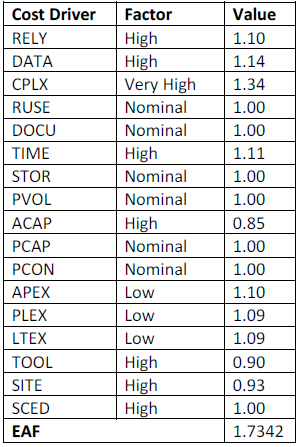 Cost Driver Factor Value
RELY High 1.10
DATA High 1.14
CPLX Very High 1.34
RUSE Nominal 1.00
DOCU Nominal 1.00
TIME High 1.11
STOR Nominal 1.00
PVOL Nominal 1.00
ACAP High 0.85
PCAP Nominal 1.00
PCON Nominal 1.00
APEX Low 1.10
PLEX Low 1.09
LTEX Low 1.09
TOOL High 0.90
SITE High 0.93
SCED High 1.00
EAF 1.7342